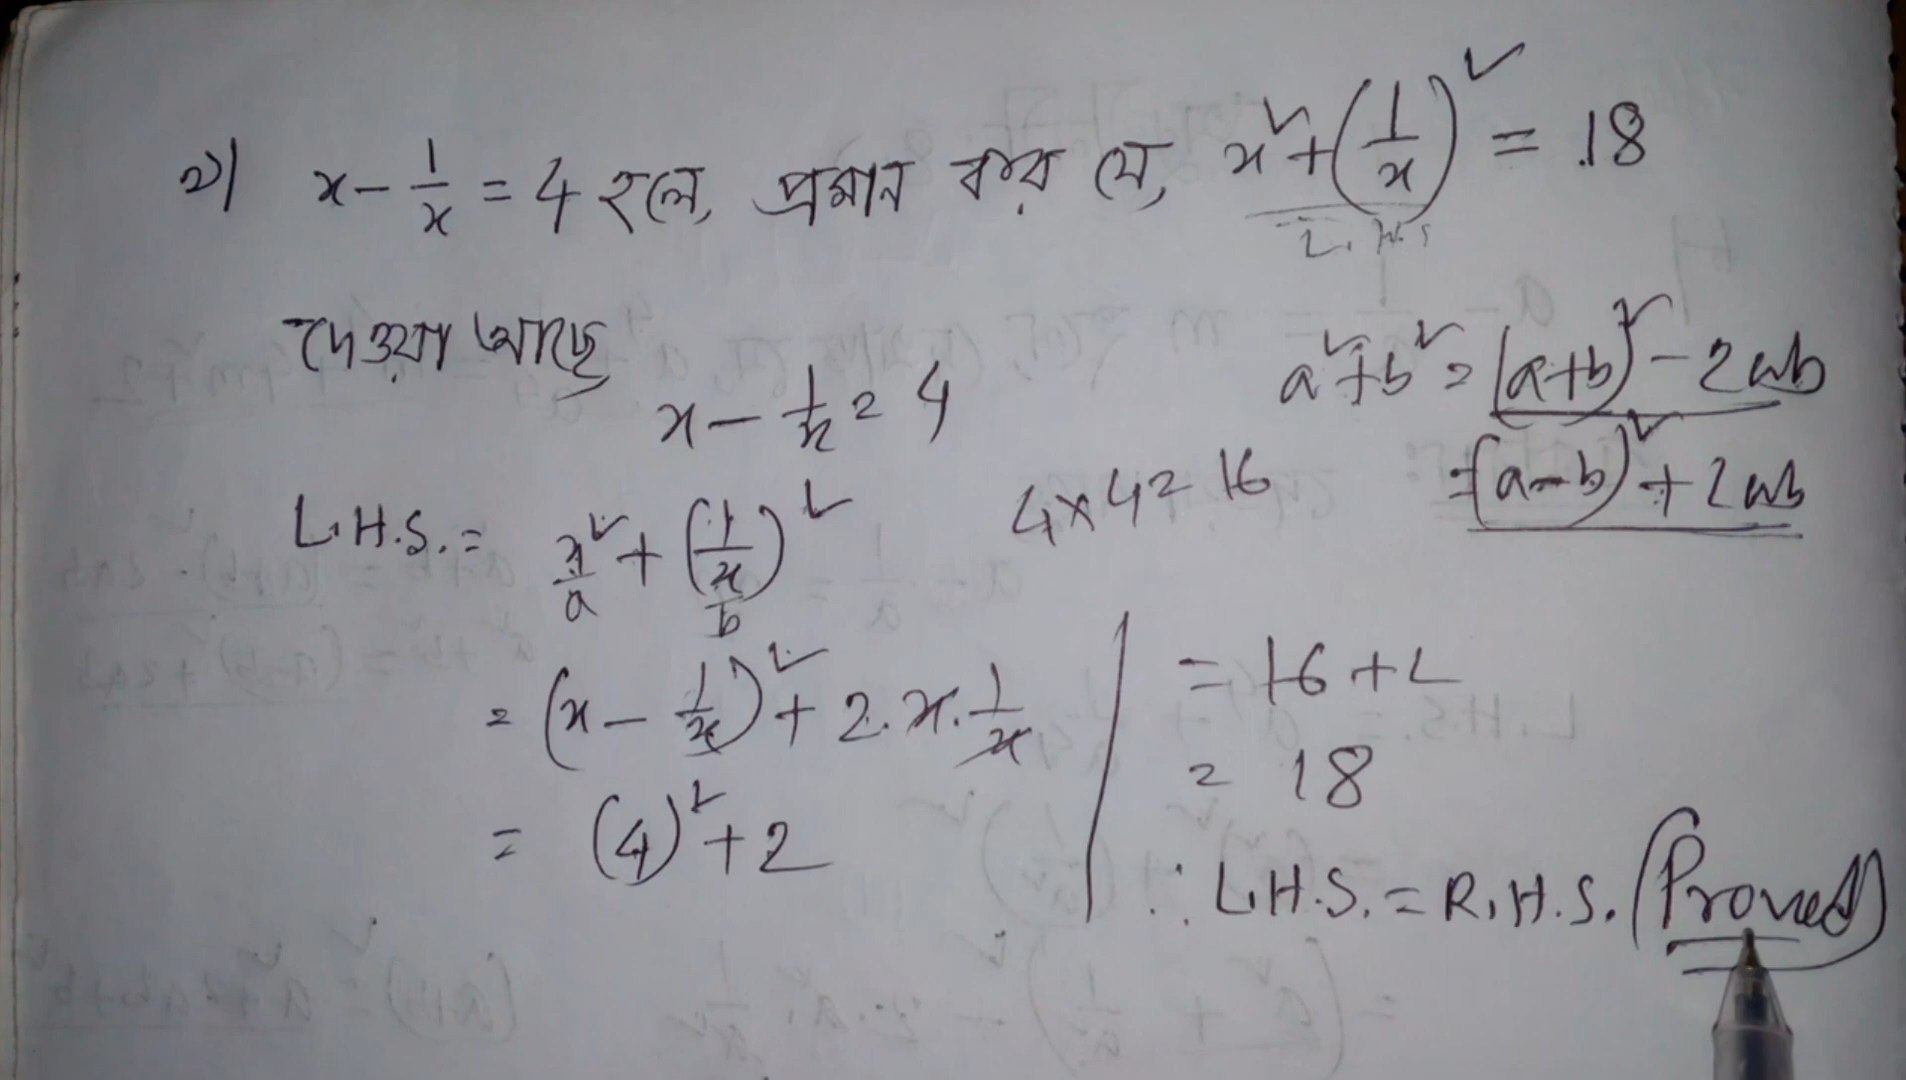 ২) x - 1/x = 4 হলে, প্রমান কর যে, x² + (1/x)² = 18
L.H.S
দেওয়া আছে,
x - 1/x = 4
a² + b² = (a+b)² - 2ab
= (a-b)² + 2ab
4 x 4 = 16
L.H.S. = x² + (1/x)²
a b
= (x - 1/x)² + 2.x.1/x
= (4)² + 2
= 16 + 2
= 18
∴ L.H.S. = R.H.S. (Proved)